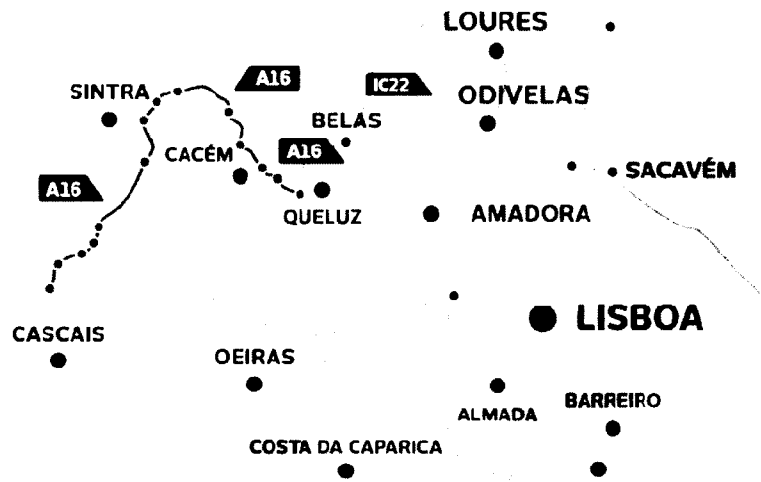 LOURES
A16
IC22
SINTRA
ODIVELAS
BELAS
CACÉM
A16
SACAVÉM
A16
QUELUZ
AMADORA
LISBOA
CASCAIS
OEIRAS
BARREIRO
ALMADA
COSTA DA CAPARICA